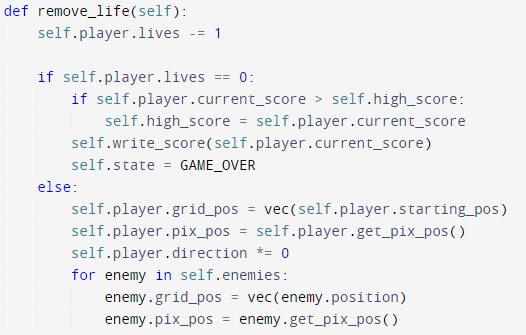 def remove_life(self):
    self.player.lives -= 1

    if self.player.lives == 0:
        if self.player.current_score > self.high_score:
            self.high_score = self.player.current_score
        self.write_score(self.player.current_score)
        self.state = GAME_OVER
    else:
        self.player.grid_pos = vec(self.player.starting_pos)
        self.player.pix_pos = self.player.get_pix_pos()
        self.player.direction *= 0
        for enemy in self.enemies:
            enemy.grid_pos = vec(enemy.position)
            enemy.pix_pos = enemy.get_pix_pos()